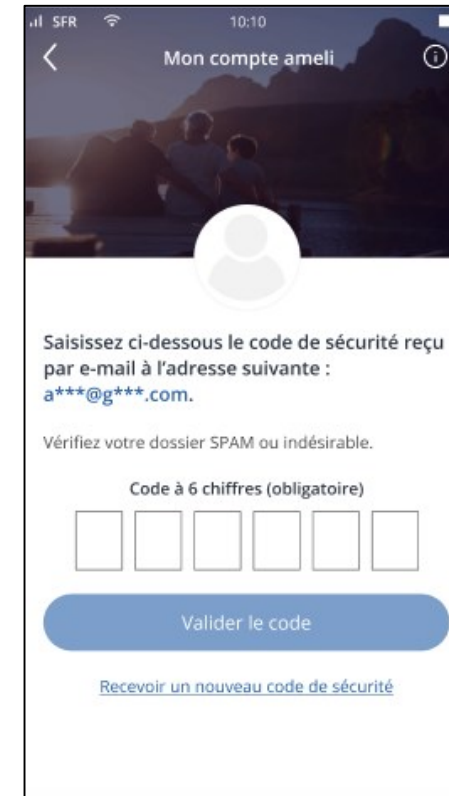 SFR 10:10
Mon compte ameli
Saisissez ci-dessous le code de sécurité reçu
par e-mail à l'adresse suivante :
a***@g***.com.
Vérifiez votre dossier SPAM ou indésirable.
Code à 6 chiffres (obligatoire)
Valider le code
Recevoir un nouveau code de sécurité